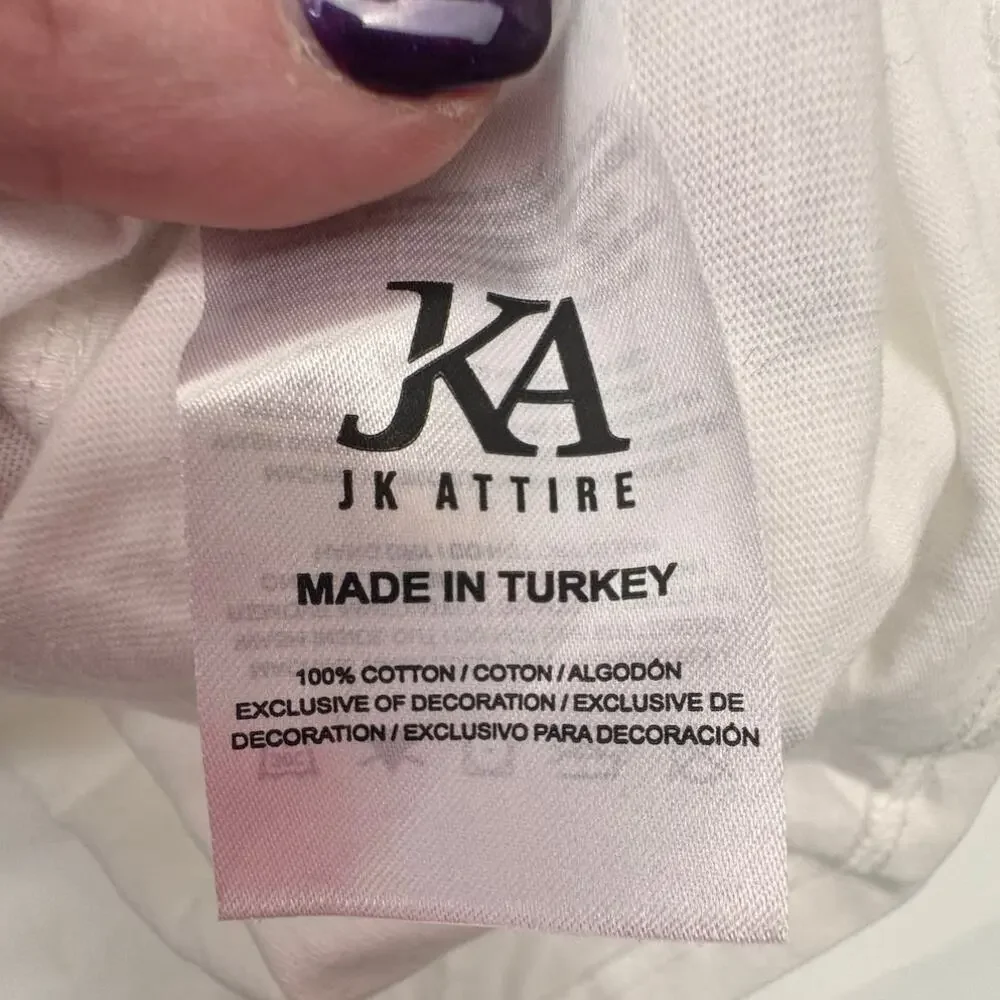 JKA
JK ATTIRE
MADE IN TURKEY
100% COTTON / COTON / ALGODÓN
EXCLUSIVE OF DECORATION / EXCLUSIVE DE
DECORATION / EXCLUSIVO PARA DECORACIÓN